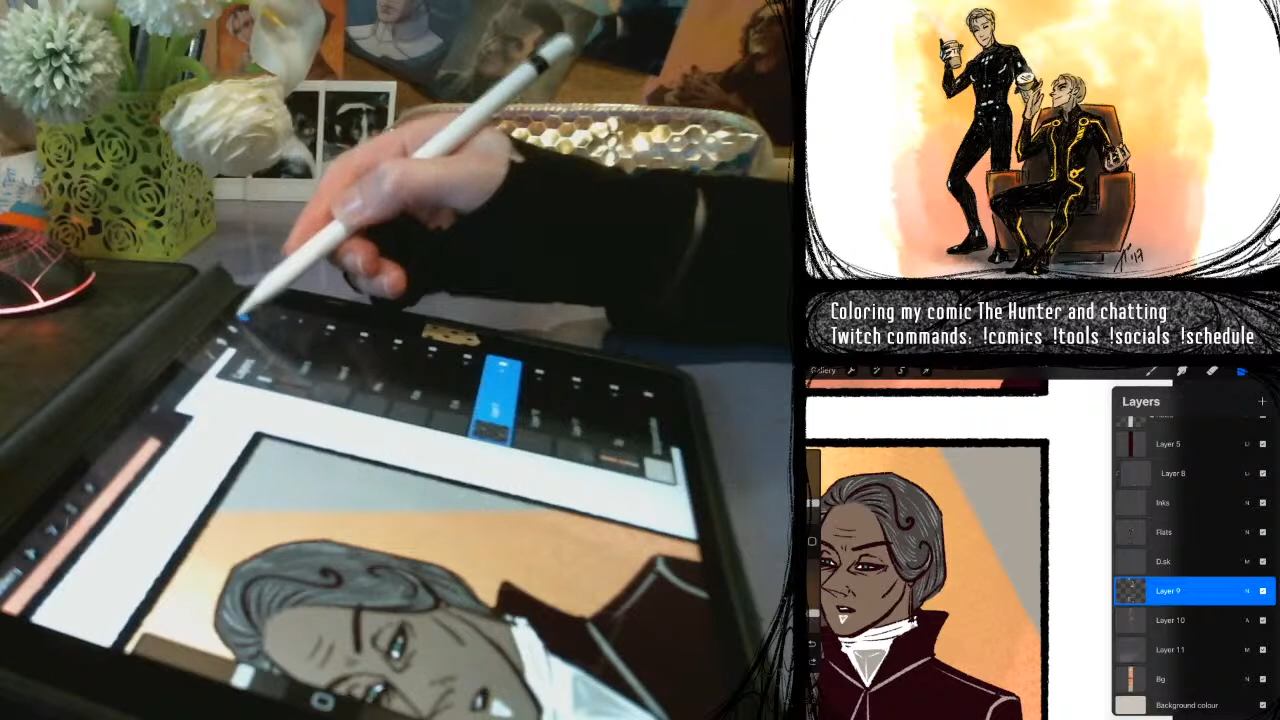 Coloring my comic The Hunter and chatting
Twitch commands: !comics !tools !socials !schedule
Gallery
Layers
Layer 5
Layer 8
Inks
Flats
D.sk
Layer 9
Layer 10
Layer 11
Bg
Background colour